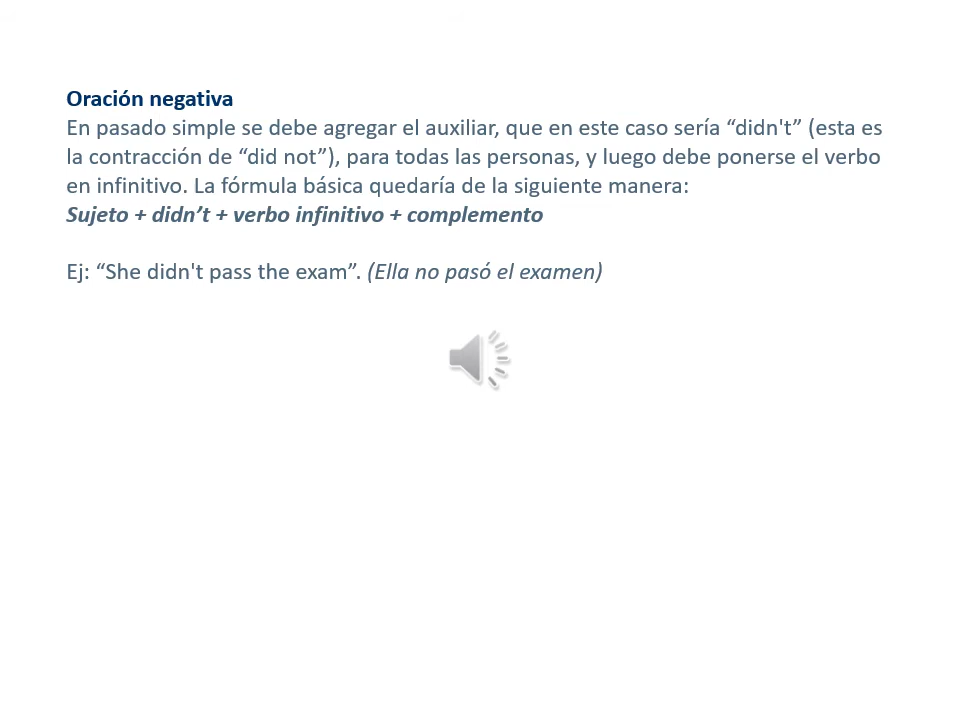 Oración negativa
En pasado simple se debe agregar el auxiliar, que en este caso sería “didn't” (esta es
la contracción de “did not”), para todas las personas, y luego debe ponerse el verbo
en infinitivo. La fórmula básica quedaría de la siguiente manera:
Sujeto + didn’t + verbo infinitivo + complemento
Ej: “She didn't pass the exam”. (Ella no pasó el examen)